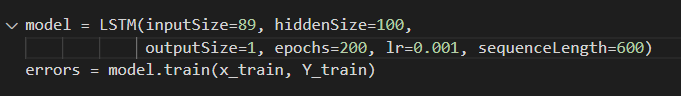 model = LSTM(inputSize=89, hiddenSize=100,
outputSize=1, epochs=200, lr=0.001, sequenceLength=600)
errors = model.train(x_train, Y_train)